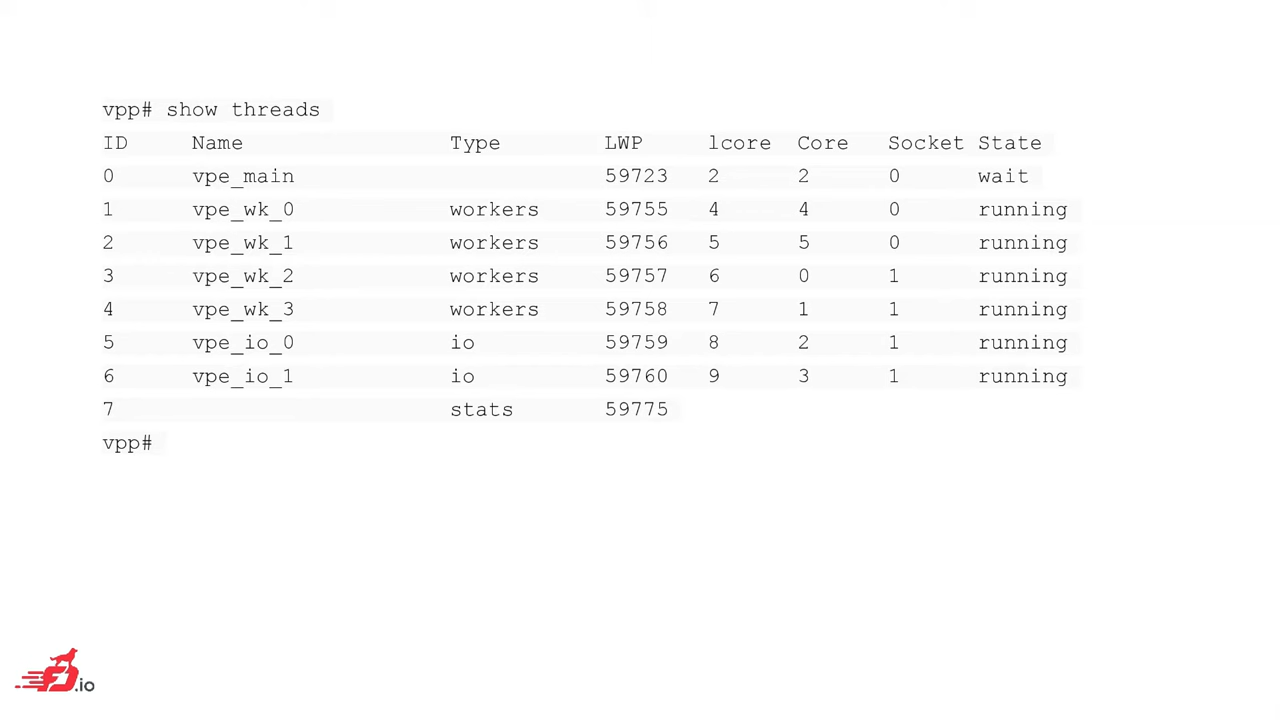 vpp# show threads
ID Name Type LWP lcore Core Socket State
0 vpe_main 59723 2 2 0 wait
1 vpe_wk_0 workers 59755 4 4 0 running
2 vpe_wk_1 workers 59756 5 5 0 running
3 vpe_wk_2 workers 59757 6 0 1 running
4 vpe_wk_3 workers 59758 7 1 1 running
5 vpe_io_0 io 59759 8 2 1 running
6 vpe_io_1 io 59760 9 3 1 running
7 stats 59775
vpp#
FD.io